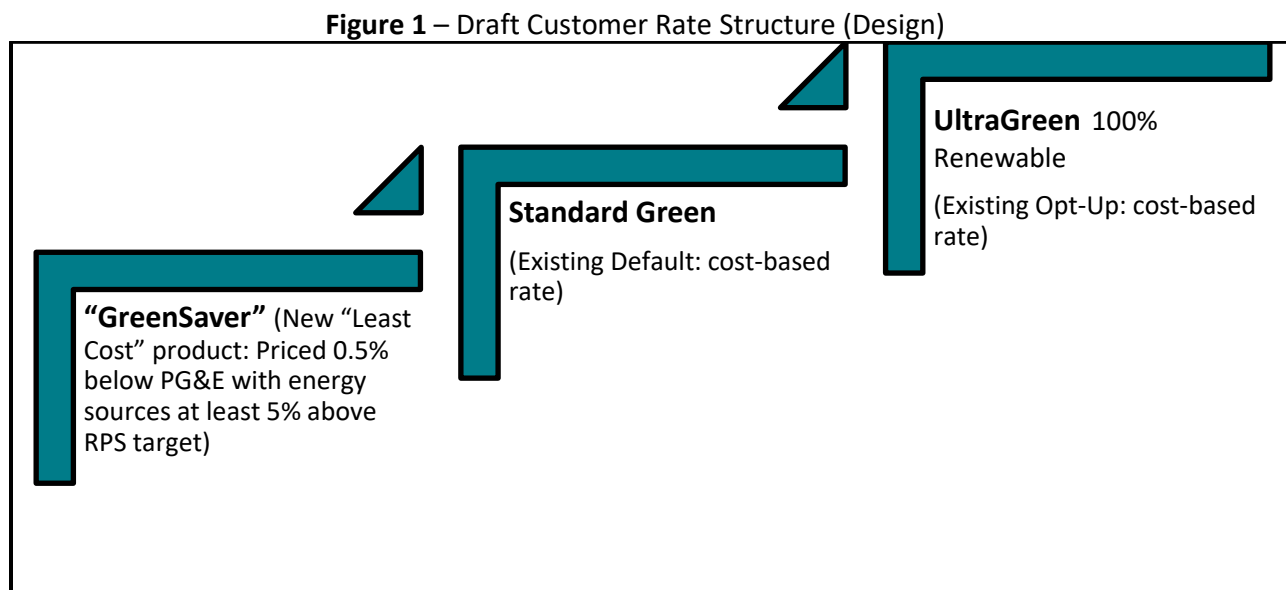 Figure 1 – Draft Customer Rate Structure (Design)
“GreenSaver” (New “Least
Cost” product: Priced 0.5%
below PG&E with energy
sources at least 5% above
RPS target)
Standard Green
(Existing Default: cost-based
rate)
UltraGreen 100%
Renewable
(Existing Opt-Up: cost-based
rate)